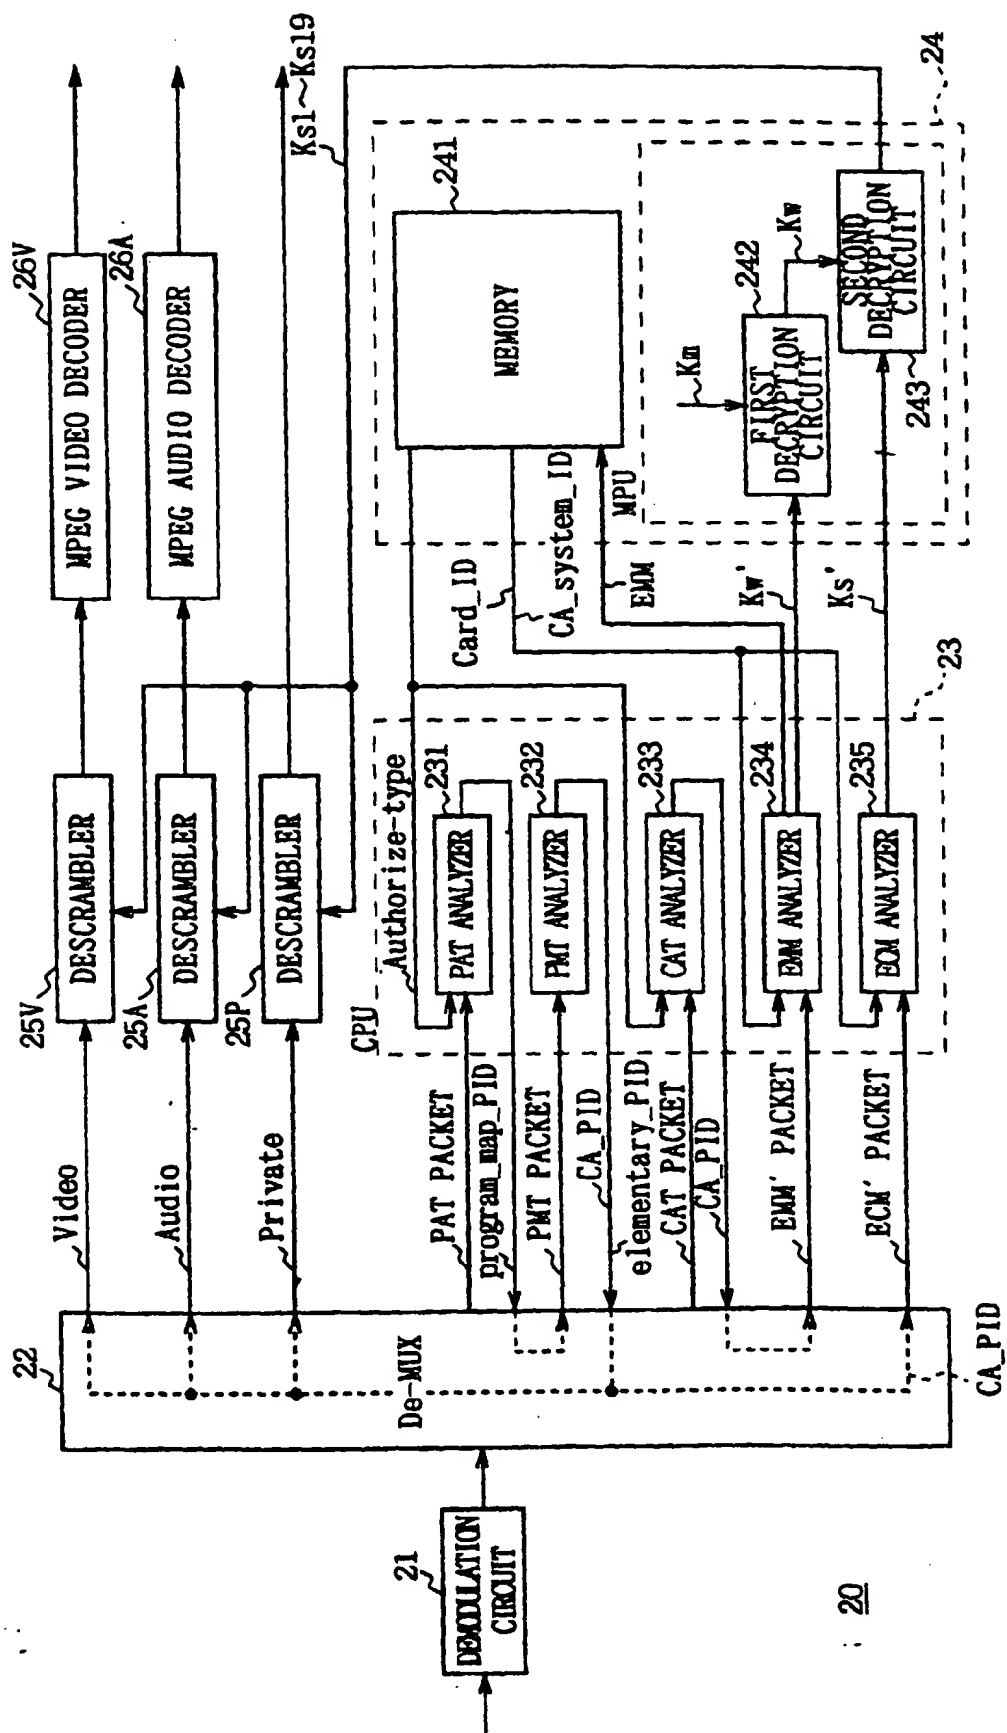 20
21
DEMODULATION
CIRCUIT
22
De-MUX
CA_PID
Video
Audio
Private
PAT PACKET
program_map_PID
PMT PACKET
CA_PID
elementary_PID
CAT PACKET
CA_PID
EMM' PACKET
ECM' PACKET
25V
DESCRAMBLER
25A
DESCRAMBLER
25P
DESCRAMBLER
CPU
Authorize-type
PAT ANALYZER
231
PMT ANALYZER
232
CAT ANALYZER
233
EMM ANALYZER
234
ECM ANALYZER
235
23
Card_ID
CA_system_ID
EMM
Kw'
Ks'
MPEG VIDEO DECODER
26V
MPEG AUDIO DECODER
26A
Ks1~Ks19
MEMORY
241
MPU
Km
FIRST
DECRYPTION
CIRCUIT
242
Kw
SECOND
DECRYPTION
CIRCUIT
243
24